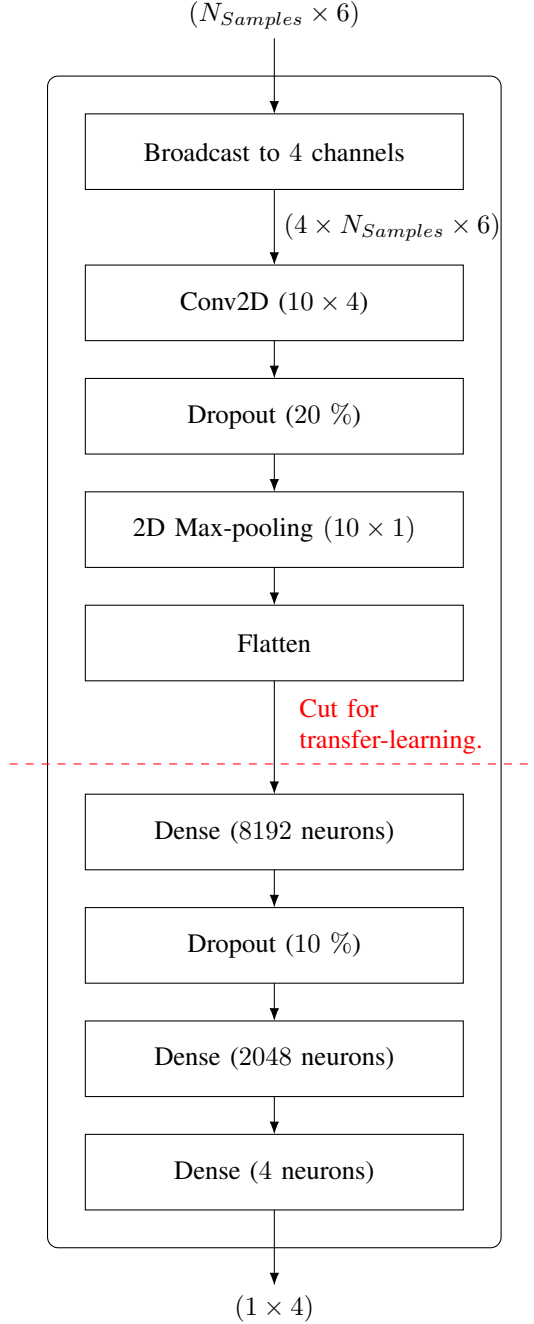 (N_{Samples} × 6)
Broadcast to 4 channels
(4 × N_{Samples} × 6)
Conv2D (10 × 4)
Dropout (20 %)
2D Max-pooling (10 × 1)
Flatten
Cut for
transfer-learning.
Dense (8192 neurons)
Dropout (10 %)
Dense (2048 neurons)
Dense (4 neurons)
(1 × 4)